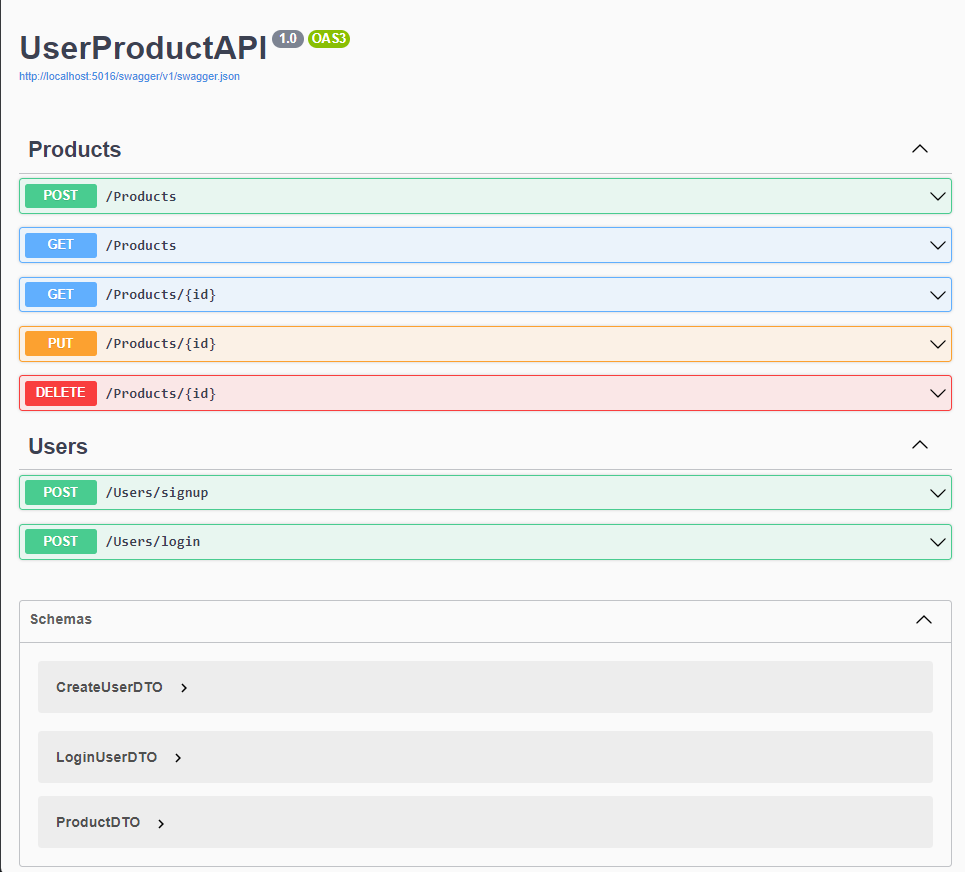 UserProductAPI 1.0 OAS3
http://localhost:5016/swagger/v1/swagger.json
Products
POST /Products
GET /Products
GET /Products/{id}
PUT /Products/{id}
DELETE /Products/{id}
Users
POST /Users/signup
POST /Users/login
Schemas
CreateUserDTO
LoginUserDTO
ProductDTO